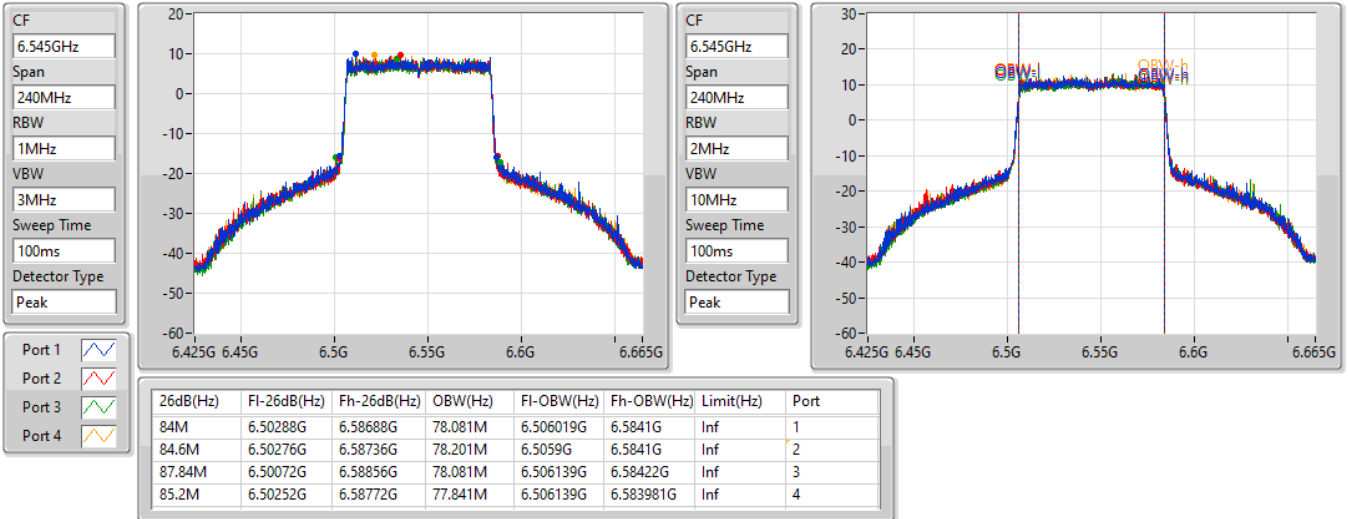 CF
6.545GHz
Span
240MHz
RBW
1MHz
VBW
3MHz
Sweep Time
100ms
Detector Type
Peak
20
10
0
-10
-20
-30
-40
-50
-60
6.425G 6.45G 6.5G 6.55G 6.6G 6.665G
CF
6.545GHz
Span
240MHz
RBW
2MHz
VBW
10MHz
Sweep Time
100ms
Detector Type
Peak
30
20
10
0
-10
-20
-30
-40
-50
-60
OBW-l
OBW-h
OBW-h
6.425G 6.45G 6.5G 6.55G 6.6G 6.665G
Port 1
Port 2
Port 3
Port 4
26dB(Hz) Fl-26dB(Hz) Fh-26dB(Hz) OBW(Hz) Fl-OBW(Hz) Fh-OBW(Hz) Limit(Hz) Port
84M 6.50288G 6.58688G 78.081M 6.506019G 6.5841G Inf 1
84.6M 6.50276G 6.58736G 78.201M 6.5059G 6.5841G Inf 2
87.84M 6.50072G 6.58856G 78.081M 6.506139G 6.58422G Inf 3
85.2M 6.50252G 6.58772G 77.841M 6.506139G 6.583981G Inf 4